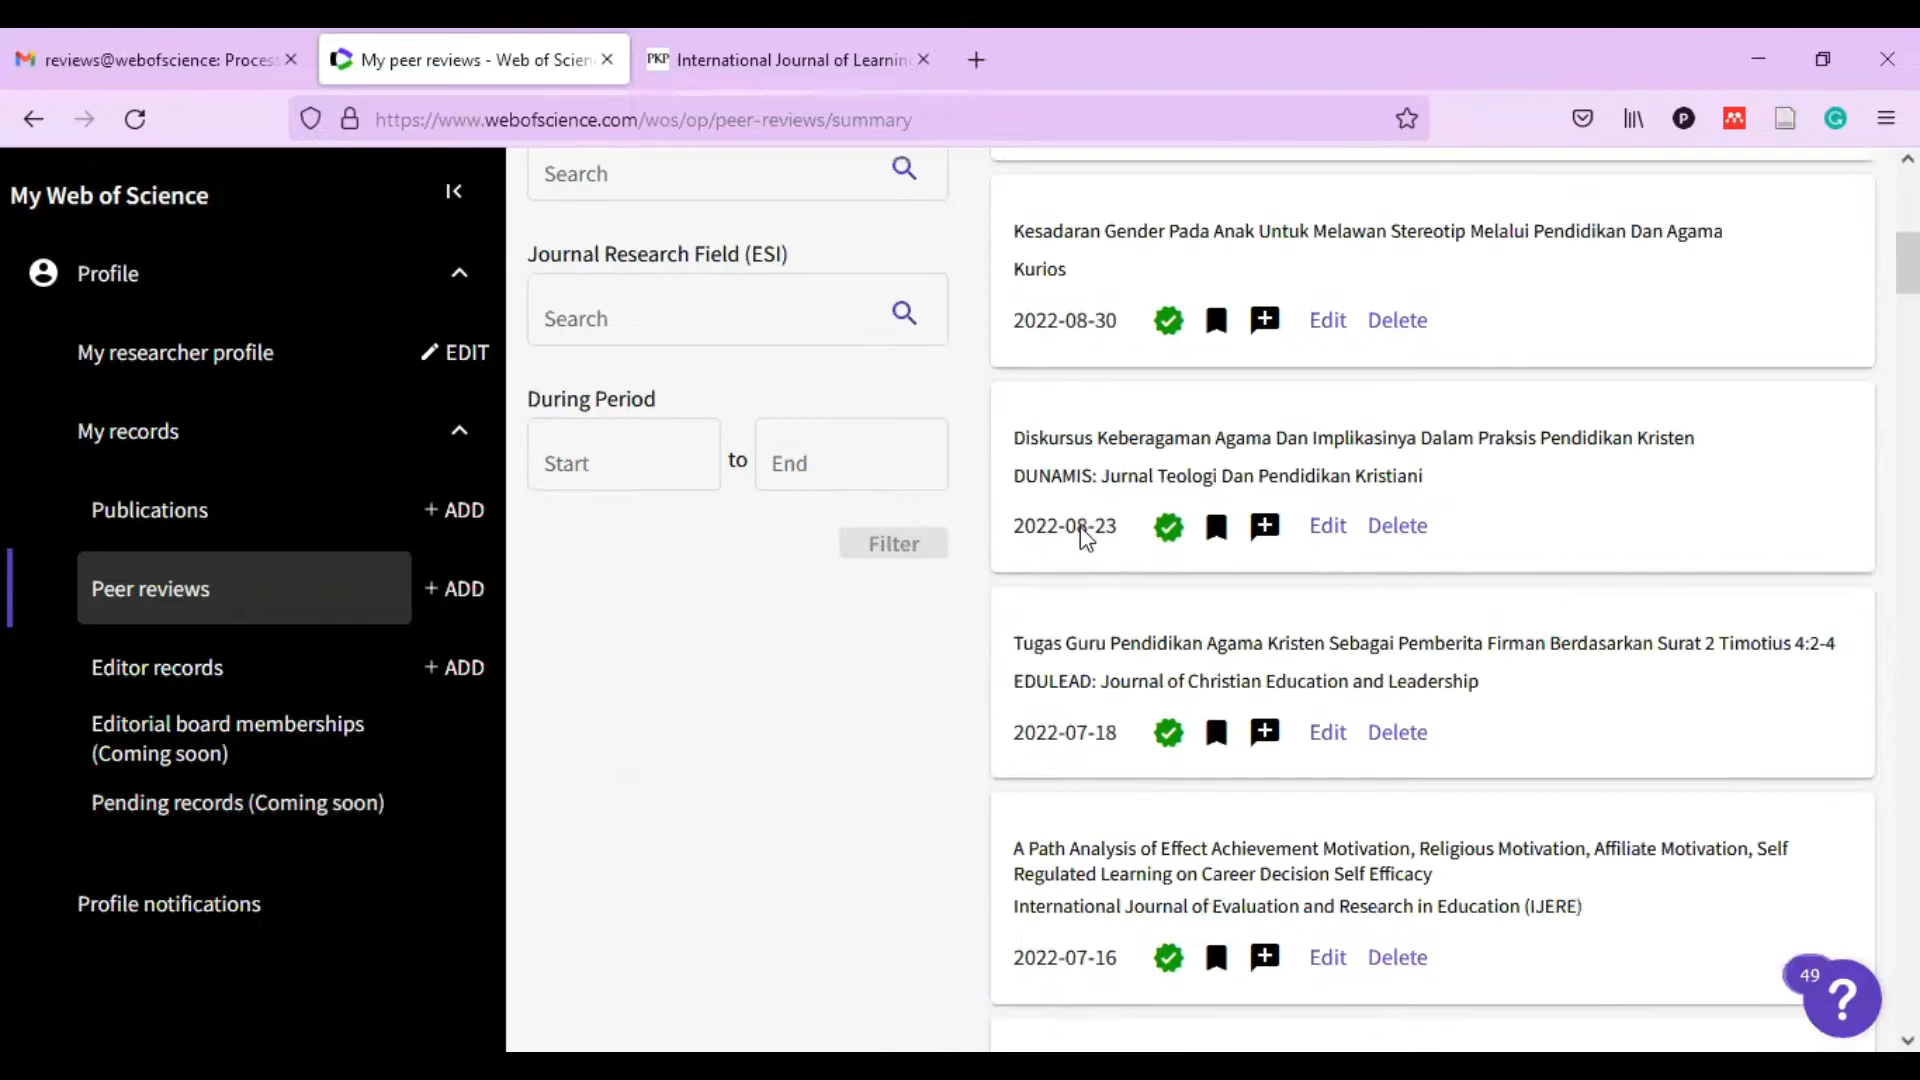 reviews@webofscience: Proces
My peer reviews - Web of Scien
PKP International Journal of Learnin
https://www.webofscience.com/wos/op/peer-reviews/summary
My Web of Science
Profile
My researcher profile
EDIT
My records
Publications
+ ADD
Peer reviews
+ ADD
Editor records
+ ADD
Editorial board memberships
(Coming soon)
Pending records (Coming soon)
Profile notifications
Search
Journal Research Field (ESI)
Search
During Period
Start
to
End
Filter
Kesadaran Gender Pada Anak Untuk Melawan Stereotip Melalui Pendidikan Dan Agama
Kurios
2022-08-30
Edit
Delete
Diskursus Keberagaman Agama Dan Implikasinya Dalam Praksis Pendidikan Kristen
DUNAMIS: Jurnal Teologi Dan Pendidikan Kristiani
2022-08-23
Edit
Delete
Tugas Guru Pendidikan Agama Kristen Sebagai Pemberita Firman Berdasarkan Surat 2 Timotius 4:2-4
EDULEAD: Journal of Christian Education and Leadership
2022-07-18
Edit
Delete
A Path Analysis of Effect Achievement Motivation, Religious Motivation, Affiliate Motivation, Self
Regulated Learning on Career Decision Self Efficacy
International Journal of Evaluation and Research in Education (IJERE)
2022-07-16
Edit
Delete
49
?